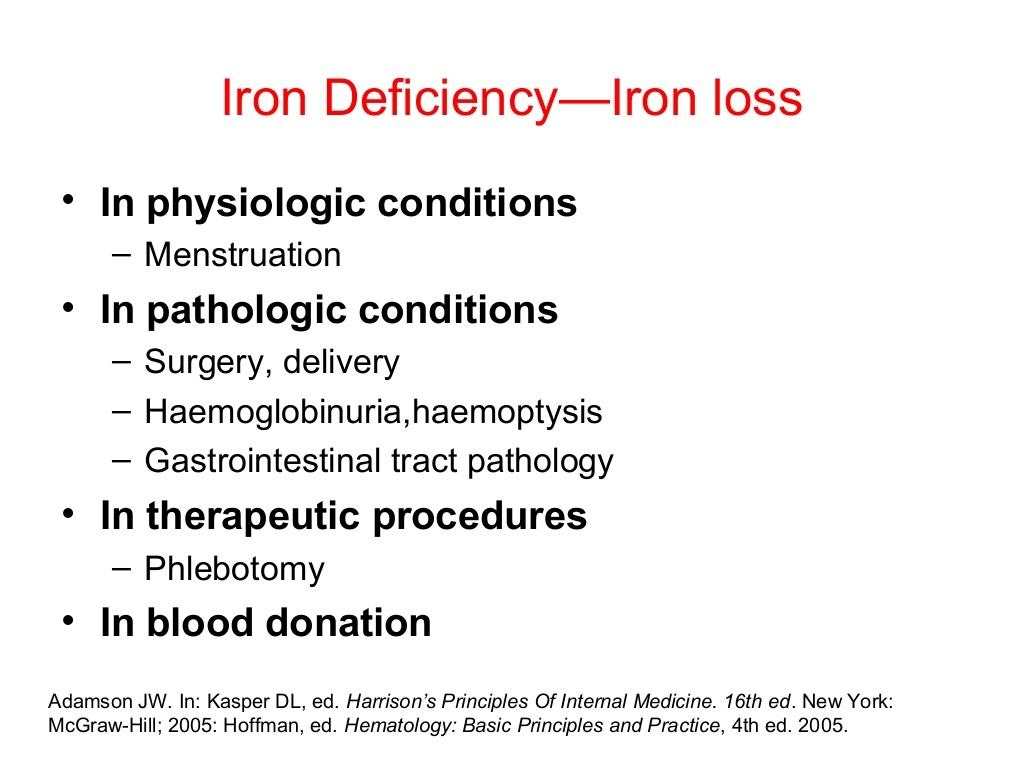 Iron Deficiency—Iron loss
• In physiologic conditions
– Menstruation
• In pathologic conditions
– Surgery, delivery
– Haemoglobinuria,haemoptysis
– Gastrointestinal tract pathology
• In therapeutic procedures
– Phlebotomy
• In blood donation
Adamson JW. In: Kasper DL, ed. Harrison’s Principles Of Internal Medicine. 16th ed. New York:
McGraw-Hill; 2005: Hoffman, ed. Hematology: Basic Principles and Practice, 4th ed. 2005.